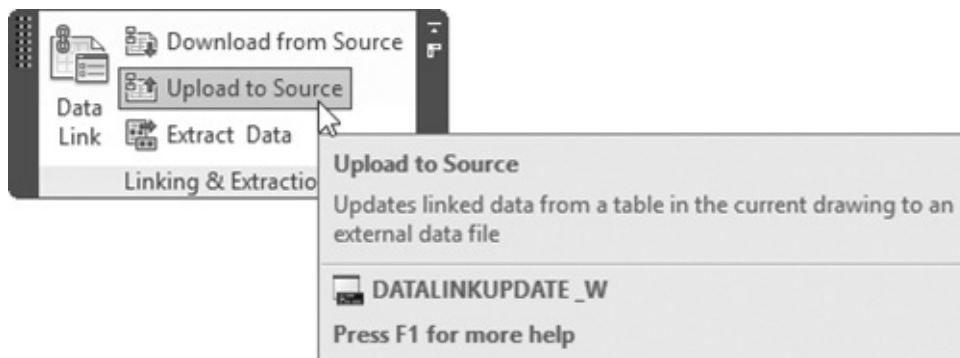 Download from Source
Upload to Source
Data
Link
Extract Data
Linking & Extractio
Upload to Source
Updates linked data from a table in the current drawing to an
external data file
DATALINKUPDATE _W
Press F1 for more help